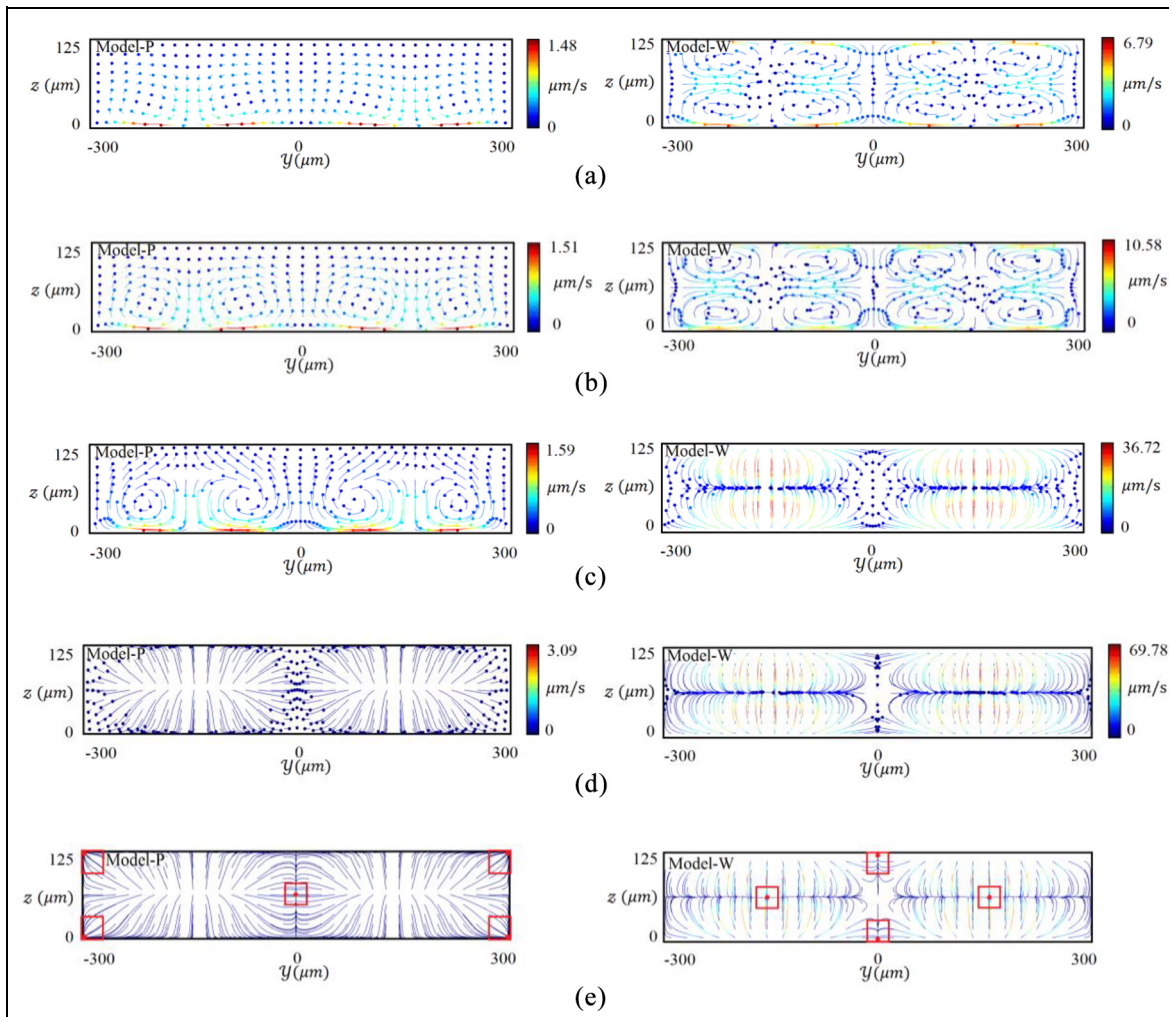 Model-P
125
z (μm)
0
-300
0
300
y(μm)
1.48
μm/s
0
Model-W
125
z (μm)
0
-300
0
300
y(μm)
6.79
μm/s
0
(a)
Model-P
125
z (μm)
0
-300
0
300
y(μm)
1.51
μm/s
0
Model-W
125
z (μm)
0
-300
0
300
y(μm)
10.58
μm/s
0
(b)
Model-P
125
z (μm)
0
-300
0
300
y(μm)
1.59
μm/s
0
Model-W
125
z (μm)
0
-300
0
300
y(μm)
36.72
μm/s
0
(c)
Model-P
125
z (μm)
0
-300
0
300
y(μm)
3.09
μm/s
0
Model-W
125
z (μm)
0
-300
0
300
y(μm)
69.78
μm/s
0
(d)
Model-P
125
z (μm)
0
-300
0
300
y(μm)
Model-W
125
z (μm)
0
-300
0
300
y(μm)
(e)